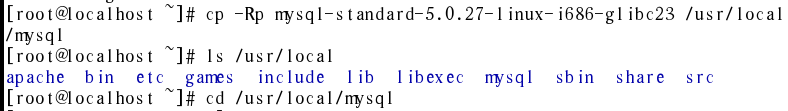 [root@localhost ~]# cp -Rp mysql-standard-5.0.27-linux-i686-glibc23 /usr/local
/mysql
[root@localhost ~]# ls /usr/local
apache bin etc games include lib libexec mysql sbin share src
[root@localhost ~]# cd /usr/local/mysql